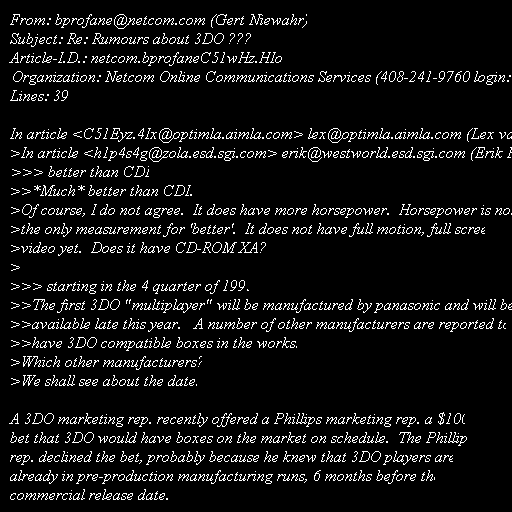 From: bprofane@netcom.com (Gert Niewahr)
Subject: Re: Rumours about 3DO ???
Article-I.D.: netcom.bprofaneC51wHz.HIo
Organization: Netcom Online Communications Services (408-241-9760 login:
Lines: 39

In article <C51Eyz.4Ix@optimla.aimla.com> lex@optimla.aimla.com (Lex
>In article <h1p4s4g@zola.esd.sgi.com> erik@westworld.esd.sgi.com (Erik
>>> better than CDI
>>*Much* better than CDI.
>Of course, I do not agree. It does have more horsepower. Horsepower is
>the only measurement for 'better'. It does not have full motion, full
>video yet. Does it have CD-ROM XA?
>
>>> starting in the 4 quarter of 199.
>>The first 3DO "multiplayer" will be manufactured by panasonic and will be
>>available late this year. A number of other manufacturers are reported to
>>have 3DO compatible boxes in the works.
>Which other manufacturers?
>We shall see about the date.

A 3DO marketing rep. recently offered a Phillips marketing rep. a
bet that 3DO would have boxes on the market on schedule. The Phillip
rep. declined the bet, probably because he knew that 3DO players are
already in pre-production manufacturing runs, 6 months before the
commercial release date.